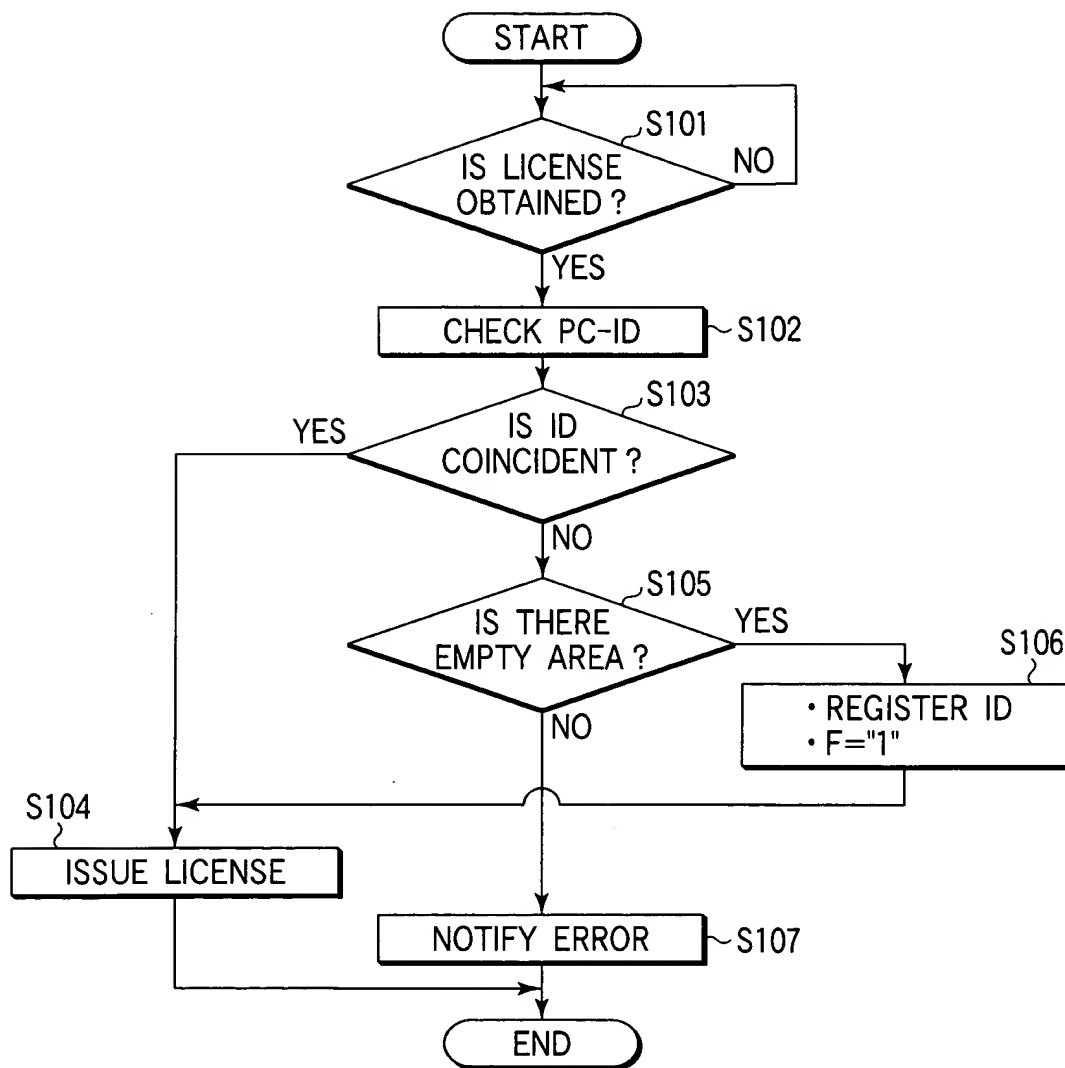 START
S101
IS LICENSE
OBTAINED?
NO
YES
CHECK PC-ID
S102
S103
YES
IS ID
COINCIDENT?
NO
S105
IS THERE
EMPTY AREA?
YES
S106
・REGISTER ID
・F="1"
NO
S104
ISSUE LICENSE
NOTIFY ERROR
S107
END